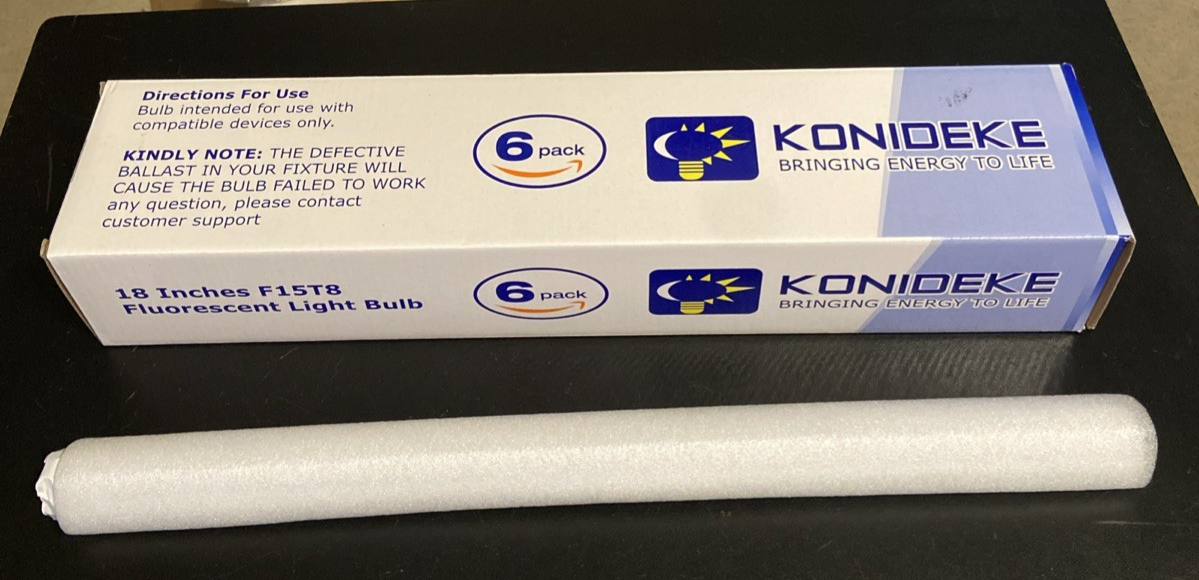 Directions For Use
Bulb intended for use with
compatible devices only.
KINDLY NOTE: THE DEFECTIVE
BALLAST IN YOUR FIXTURE WILL
CAUSE THE BULB FAILED TO WORK
any question, please contact
customer support
6 pack
KONIDEKE
BRINGING ENERGY TO LIFE
18 Inches F15T8
Fluorescent Light Bulb
6 pack
KONIDEKE
BRINGING ENERGY TO LIFE